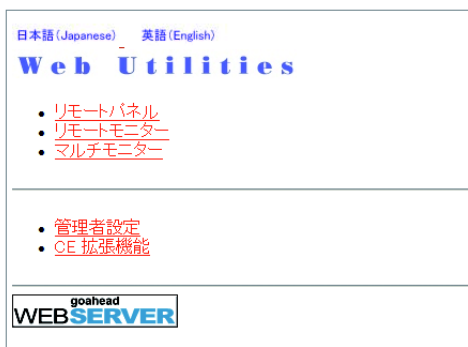 日本語(Japanese) 英語(English)
Web Utilities
リモートパネル
リモートモニター
マルチモニター
管理者設定
CE 拡張機能
goahead
WEBSERVER